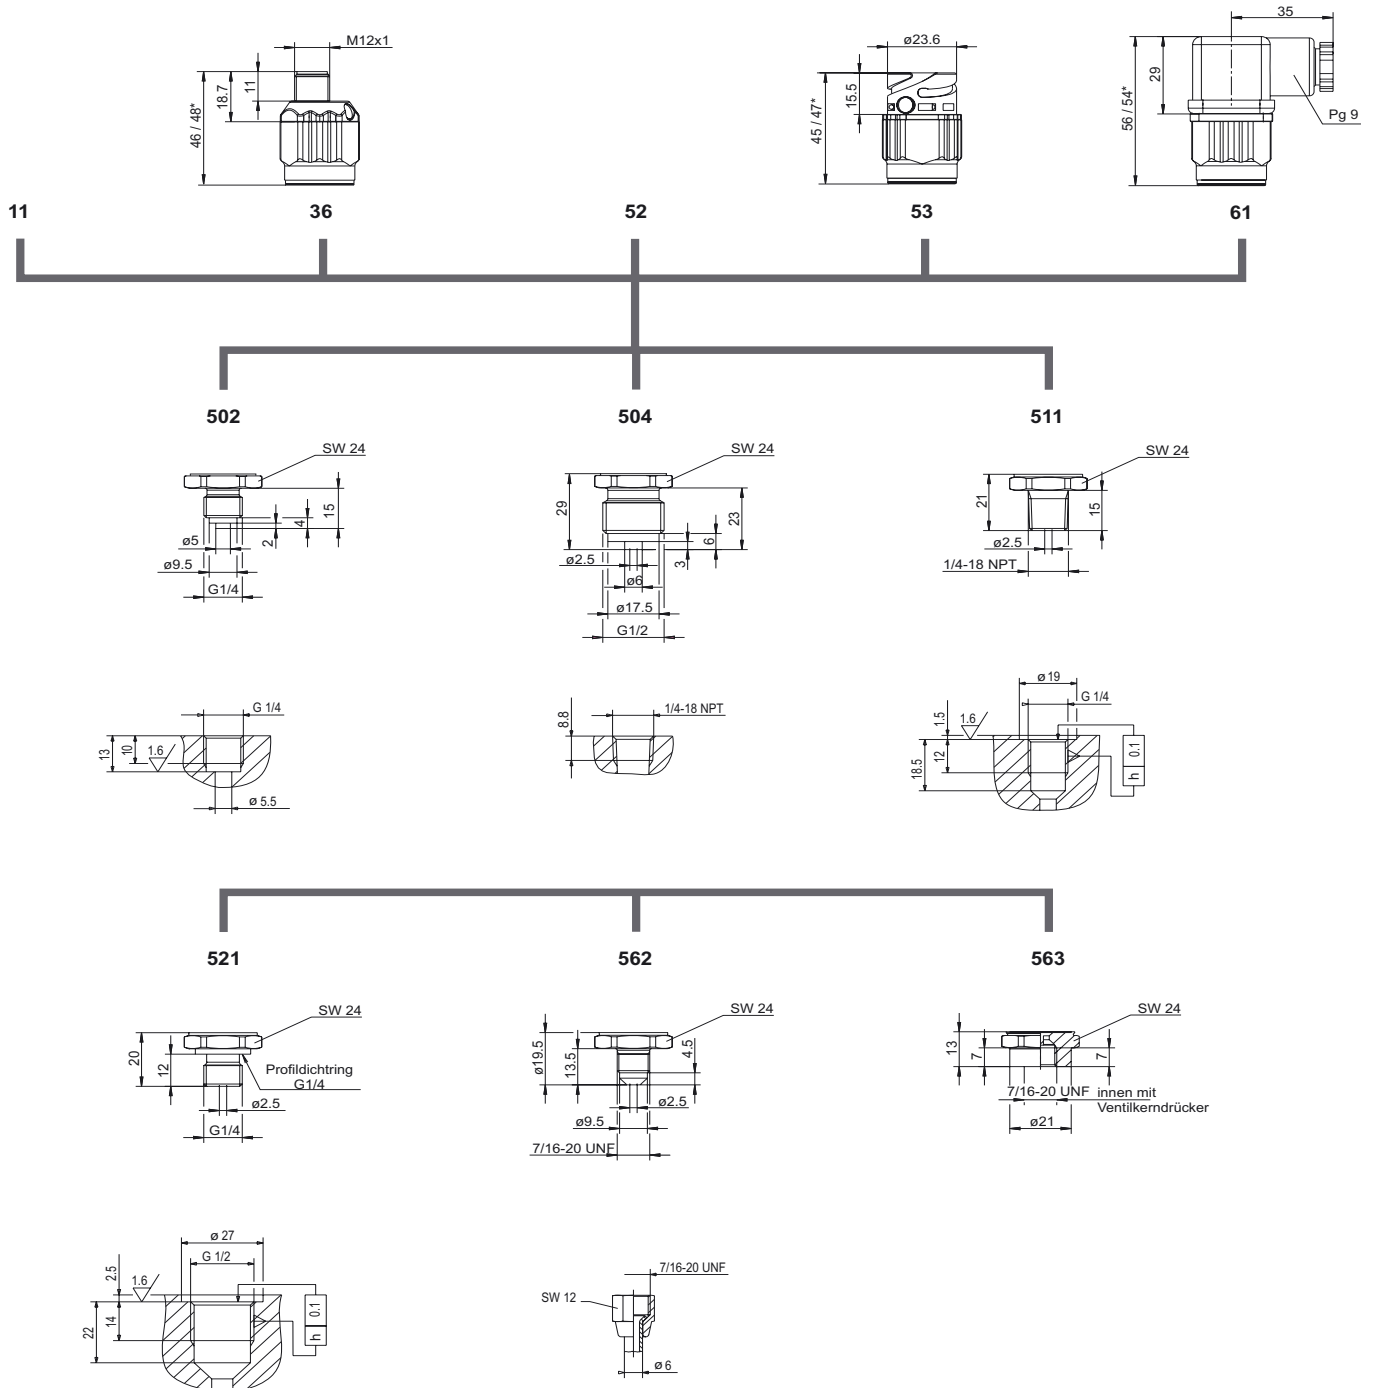 M12x1
46 / 48*
18.7
11
ø23.6
45 / 47*
15.5
35
56 / 54*
29
Pg 9
11
36
52
53
61
502
504
511
SW 24
15
4
2
ø5
ø9.5
G1/4
SW 24
29
23
6
3
ø2.5
ø6
ø17.5
G1/2
SW 24
21
15
ø2.5
1/4-18 NPT
G 1/4
13
10
1.6
ø 5.5
1/4-18 NPT
8.8
ø 19
G 1/4
1.5
1.6
18.5
12
0.1
h
521
562
563
SW 24
20
12
Profildichtring
G1/4
ø2.5
G1/4
SW 24
ø19.5
13.5
4.5
ø2.5
ø9.5
7/16-20 UNF
SW 24
13
7
7
7/16-20 UNF innen mit
Ventilkerndrücker
ø21
ø 27
G 1/2
2.5
1.6
22
14
0.1
h
7/16-20 UNF
SW 12
ø 6